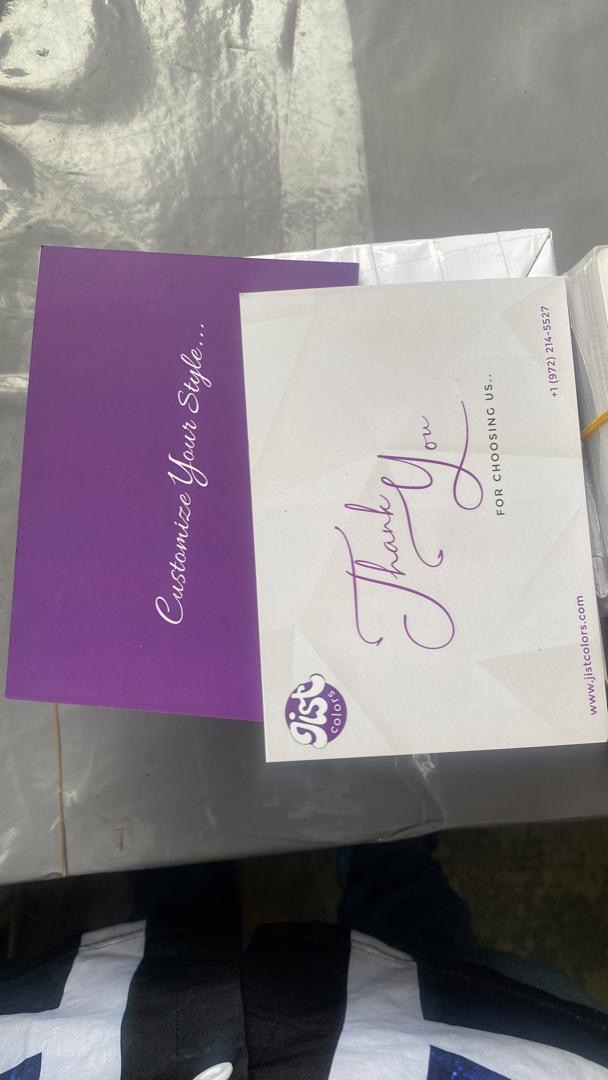 Customize Your Style...
Jist
colors
Thank You
FOR CHOOSING US..
www.jistcolors.com
+1 (972) 214-5527